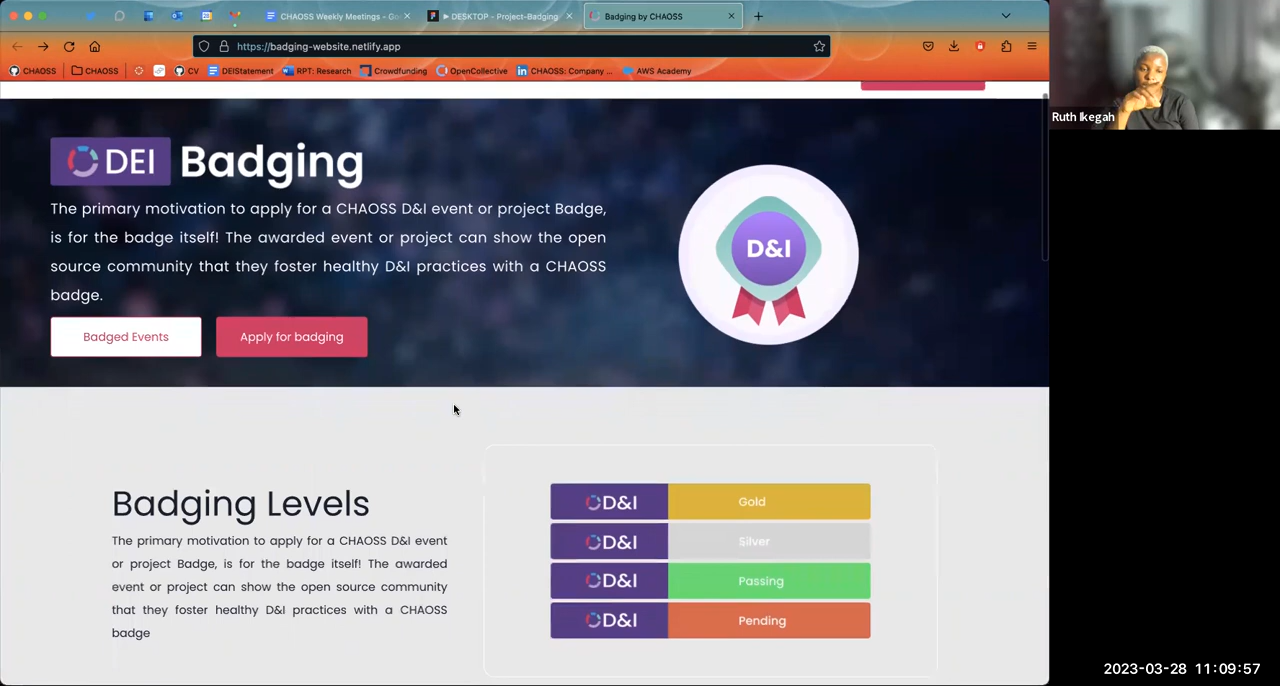 CHAOSS Weekly Meetings - Go
DESKTOP - Project-Badging
Badging by CHAOSS
https://badging-website.netlify.app
CHAOSS
CHAOSS
CV
DEIStatement
RPT: Research
Crowdfunding
OpenCollective
CHAOSS: Company ...
AWS Academy
Ruth Ikegah
DEI Badging
The primary motivation to apply for a CHAOSS D&I event or project Badge,
is for the badge itself! The awarded event or project can show the open
source community that they foster healthy D&I practices with a CHAOSS
badge.
Badged Events
Apply for badging
D&I
Badging Levels
The primary motivation to apply for a CHAOSS D&I event
or project Badge, is for the badge itself! The awarded
event or project can show the open source community
that they foster healthy D&I practices with a CHAOSS
badge
D&I Gold
D&I Silver
D&I Passing
D&I Pending
2023-03-28 11:09:57